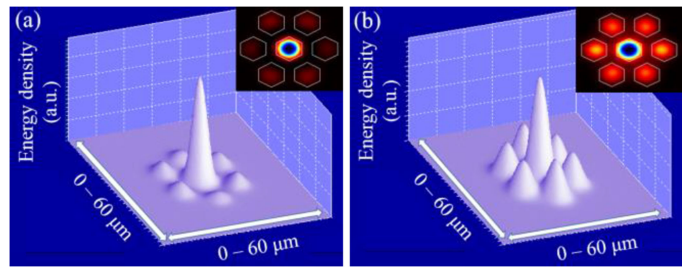 (a)
Energy density
(a.u.)
0 – 60 μm
0 – 60 μm
(b)
Energy density
(a.u.)
0 – 60 μm
0 – 60 μm